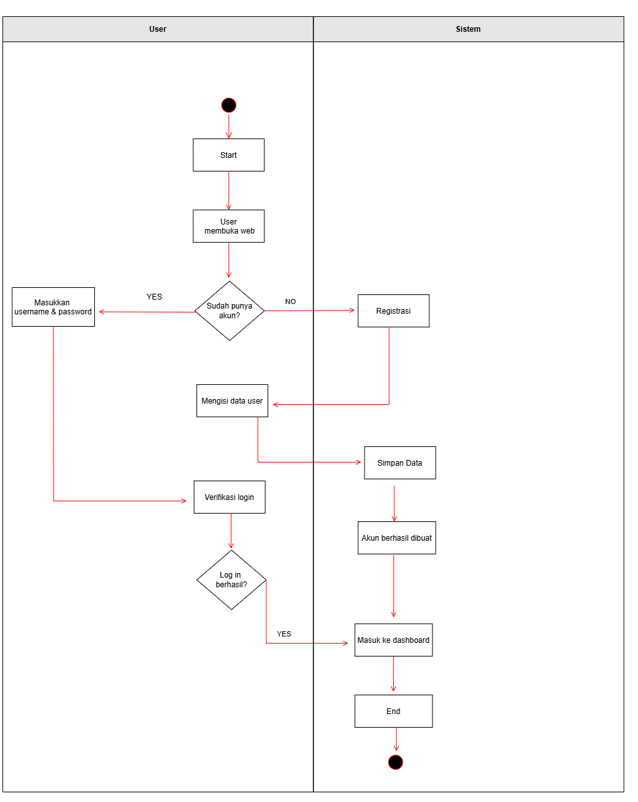 User
Sistem
Start
User
membuka web
Sudah punya
akun?
YES
NO
Masukkan
username & password
Registrasi
Mengisi data user
Simpan Data
Verifikasi login
Akun berhasil dibuat
Log in
berhasil?
YES
Masuk ke dashboard
End